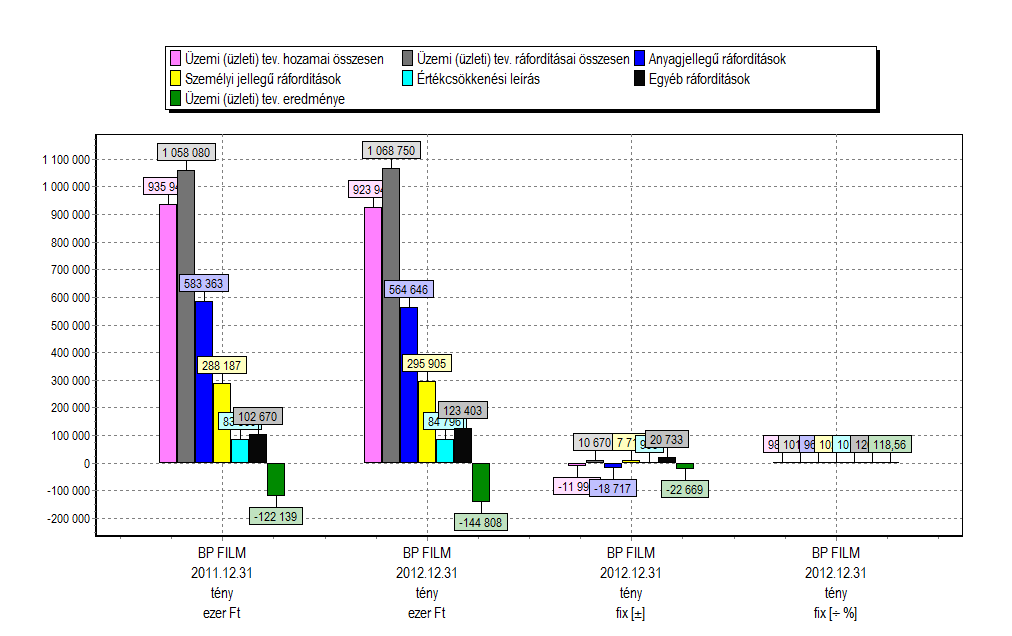 Üzemi (üzleti) tev. hozamai összesen
Üzemi (üzleti) tev. ráfordításai összesen
Anyagjellegű ráfordítások
Személyi jellegű ráfordítások
Értékcsökkenési leírás
Egyéb ráfordítások
Üzemi (üzleti) tev. eredménye
1 100 000
1 000 000
900 000
800 000
700 000
600 000
500 000
400 000
300 000
200 000
100 000
0
-100 000
-200 000
1 058 080
583 363
288 187
102 670
-122 139
1 068 750
564 646
295 905
84 796
123 403
-144 808
10 670
20 733
-18 717
-22 669
118,56
BP FILM
2011.12.31
tény
ezer Ft
BP FILM
2012.12.31
tény
ezer Ft
BP FILM
2012.12.31
tény
fix [±]
BP FILM
2012.12.31
tény
fix [÷ %]